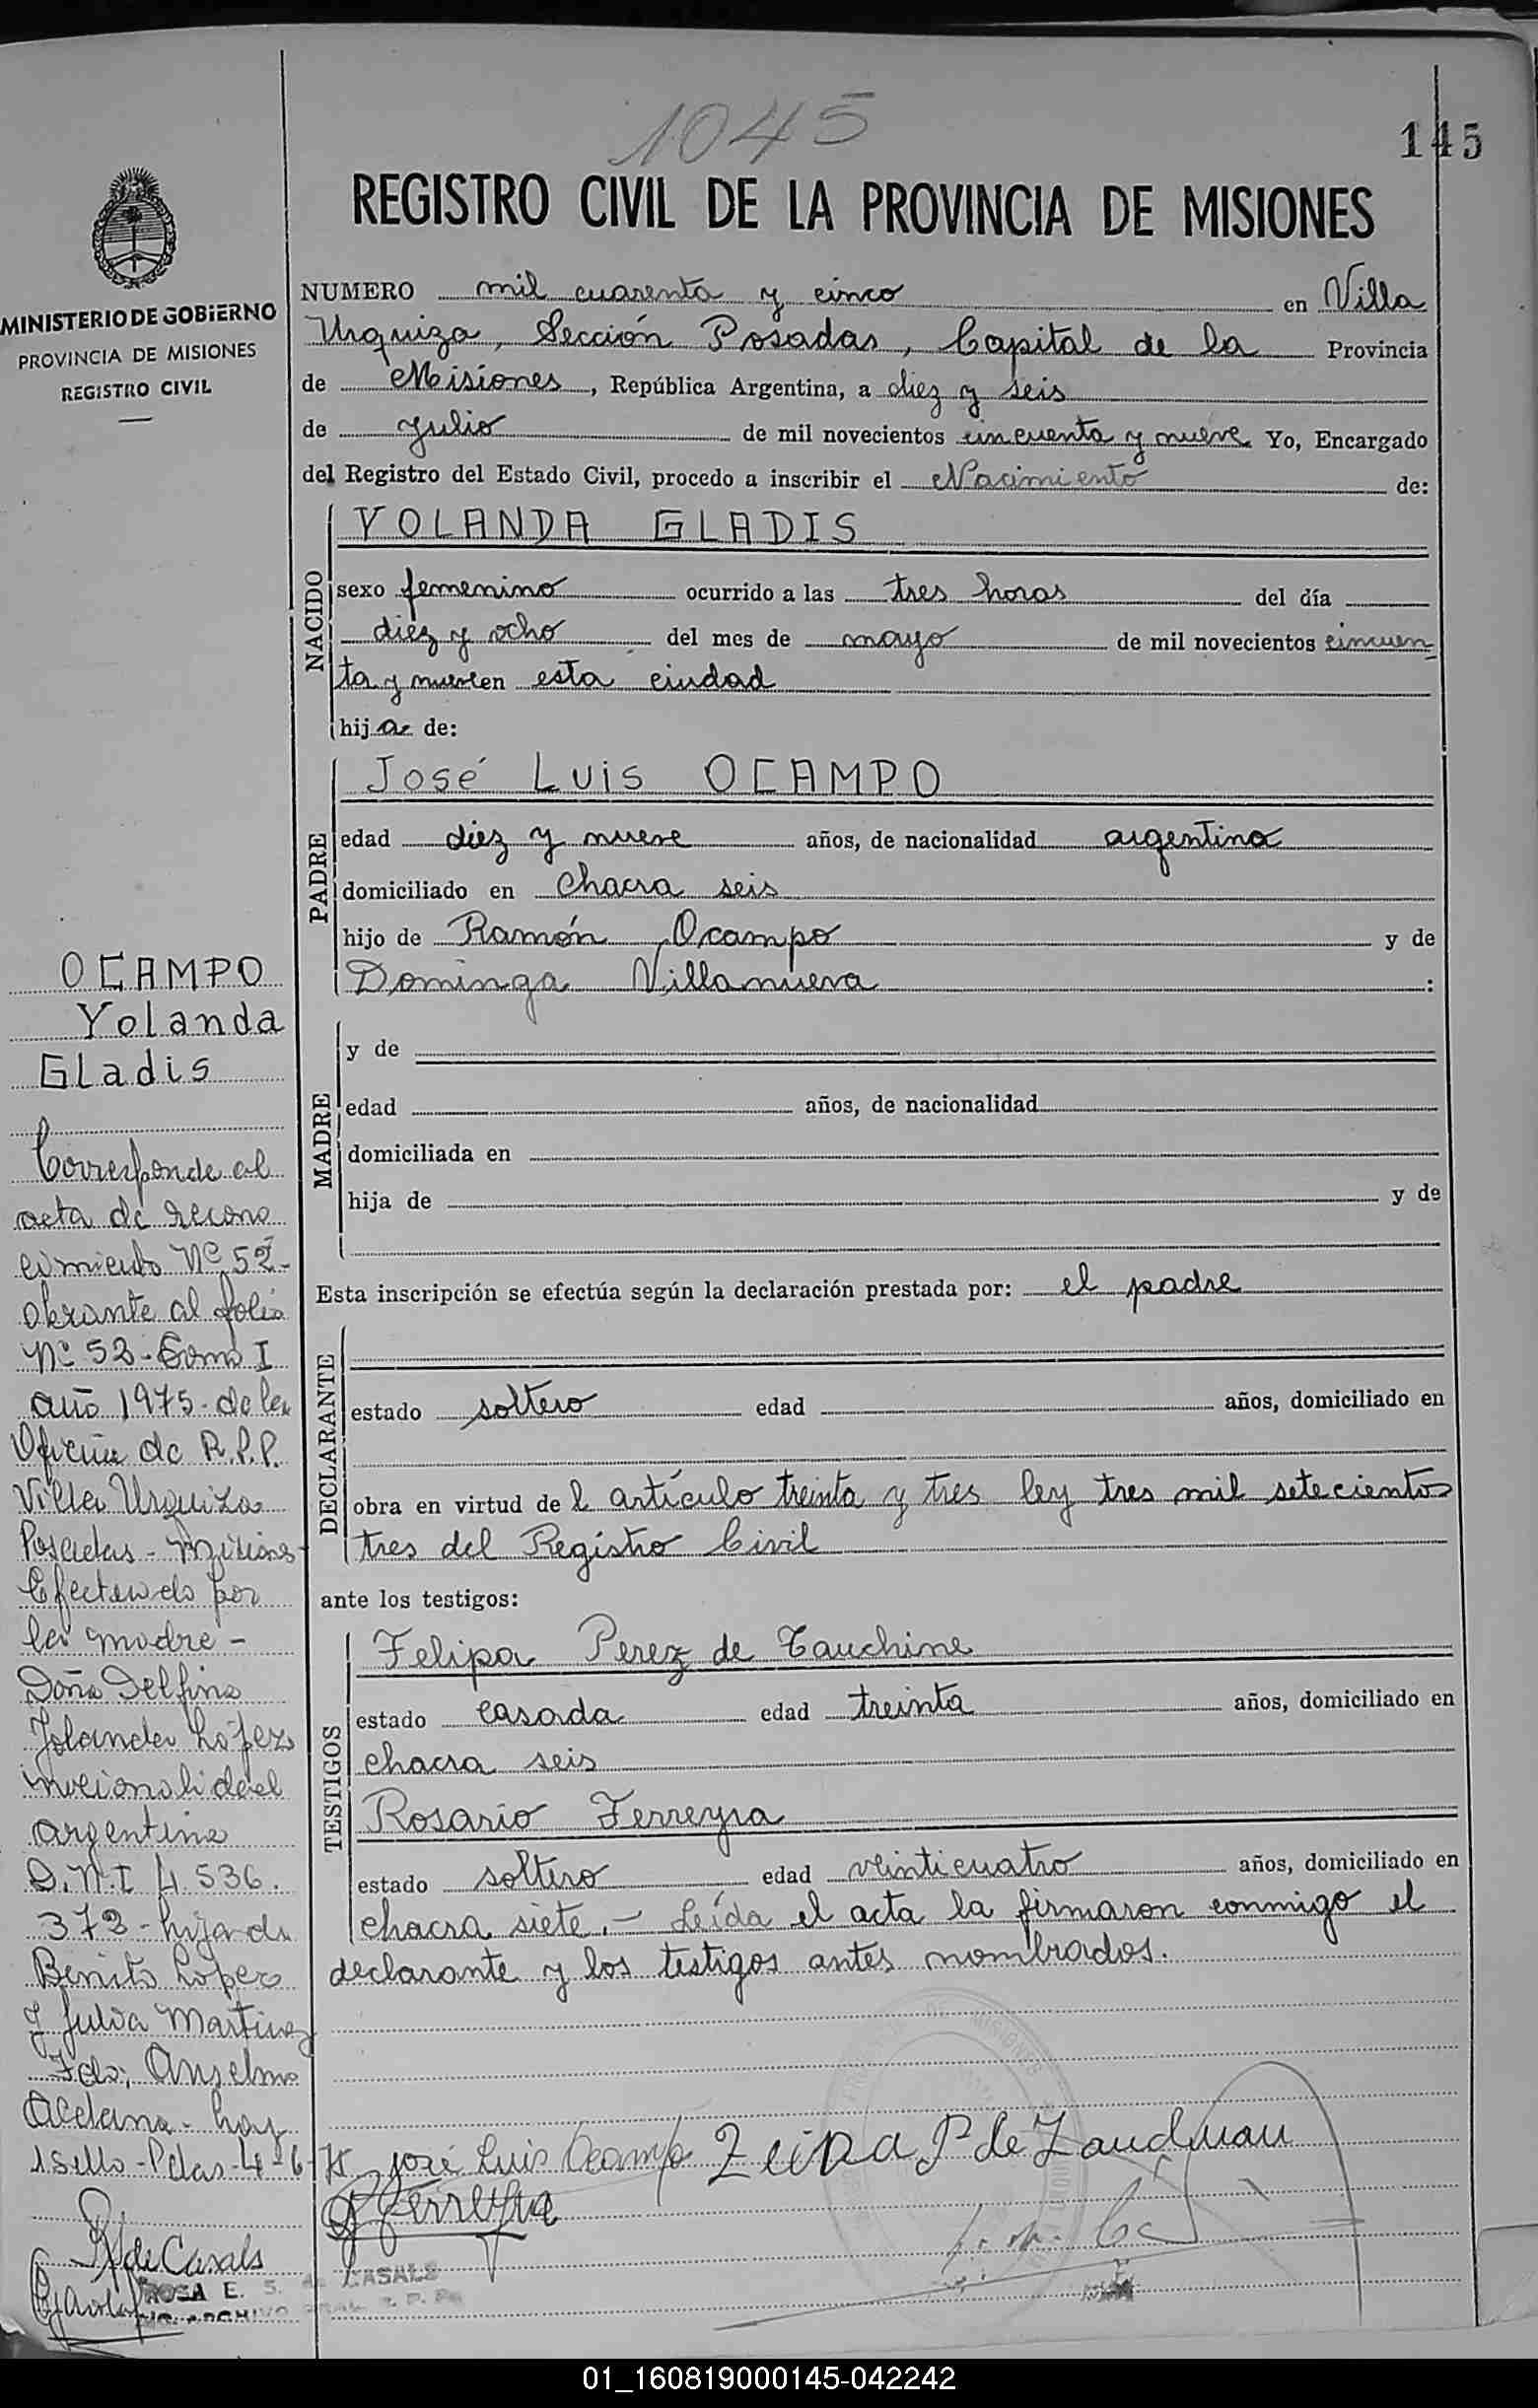 1045
145
REGISTRO CIVIL DE LA PROVINCIA DE MISIONES
MINISTERIO DE GOBIERNO
PROVINCIA DE MISIONES
REGISTRO CIVIL
NUMERO mil cuarenta y cinco en Villa
Urquiza, Sección Posadas, Capital de la Provincia
de Misiones, República Argentina, a diez y seis
de julio de mil novecientos cincuenta y nueve Yo, Encargado
del Registro del Estado Civil, procedo a inscribir el Nacimiento de:
NACIDO
YOLANDA GLADIS
sexo femenino ocurrido a las tres horas del día
diez y ocho del mes de mayo de mil novecientos cincuen
ta y nueve en esta ciudad
hija de:
PADRE
José Luis OCAMPO
edad diez y nueve años, de nacionalidad argentina
domiciliado en chacra seis
hijo de Ramón Ocampo y de
Dominga Villanueva :
MADRE
y de
edad años, de nacionalidad
domiciliada en
hija de y de
Esta inscripción se efectúa según la declaración prestada por: el padre
DECLARANTE
estado soltero edad años, domiciliado en
obra en virtud de l artículo treinta y tres ley tres mil setecientos
tres del Registro Civil
ante los testigos:
TESTIGOS
Felipa Perez de Tauchine
estado casada edad treinta años, domiciliado en
chacra seis
Rosario Ferreyra
estado soltero edad veinticuatro años, domiciliado en
chacra siete.- Leída el acta la firmaron conmigo el
declarante y los testigos antes nombrados.
José Luis Ocampo
Ferreyra
OCAMPO
Yolanda
Gladis
Corresponde al
acta de recono
cimiento Nº 52-
obrante al folio
Nº 52-Tomo I
año 1975-de la
Oficina de R.P.P.
Villa Urquiza
Posadas-Misiones-
Efectuado por
la madre-
Doña Delfina
Yolanda López
nacionalidad
argentina
D.N.I 4.536.
372-hija de
Benito López
y Julia Martinez
Fdo; Anselmo
hoy
sello-Pdas-4-6-75
de Casals
ROSA E. S. de CASALS
01_160819000145-042242